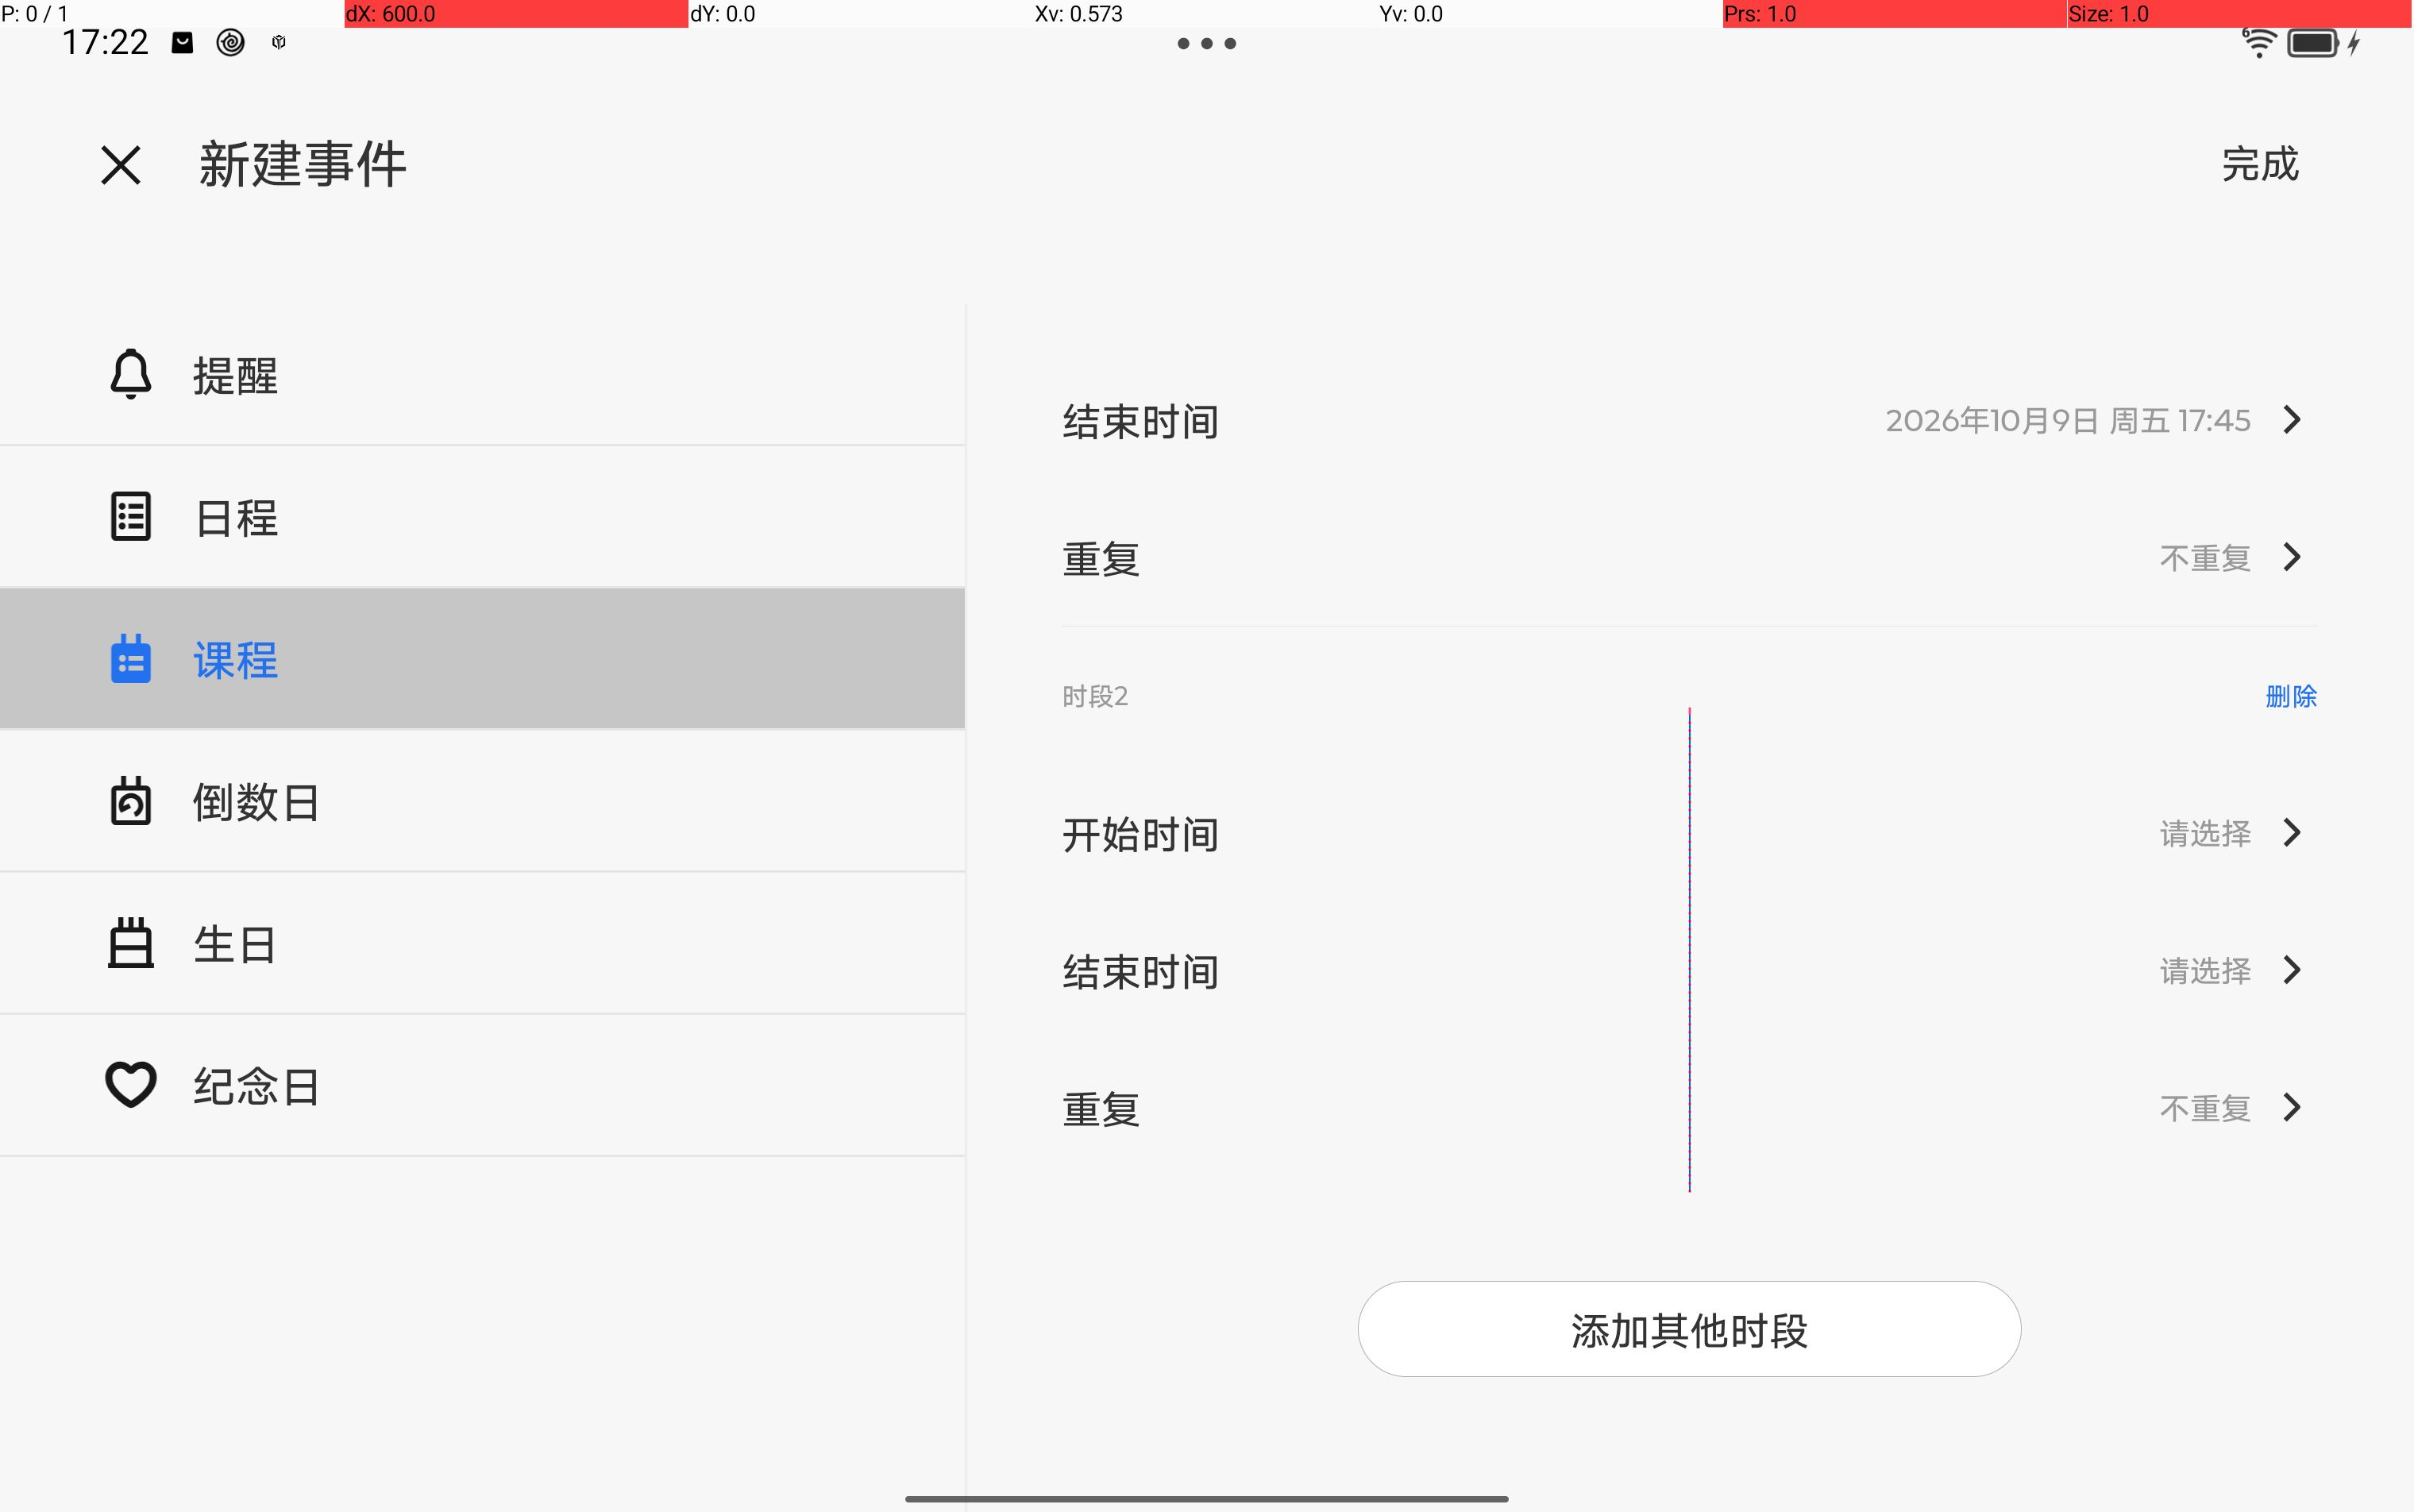 P: 0 / 1 dX: 600.0 dY: 0.0 Xv: 0.573 Yv: 0.0 Prs: 1.0 Size: 1.0
17:22
新建事件 完成
提醒
日程
课程
倒数日
生日
纪念日
结束时间 2026年10月9日 周五 17:45
重复 不重复
时段2 删除
开始时间 请选择
结束时间 请选择
重复 不重复
添加其他时段